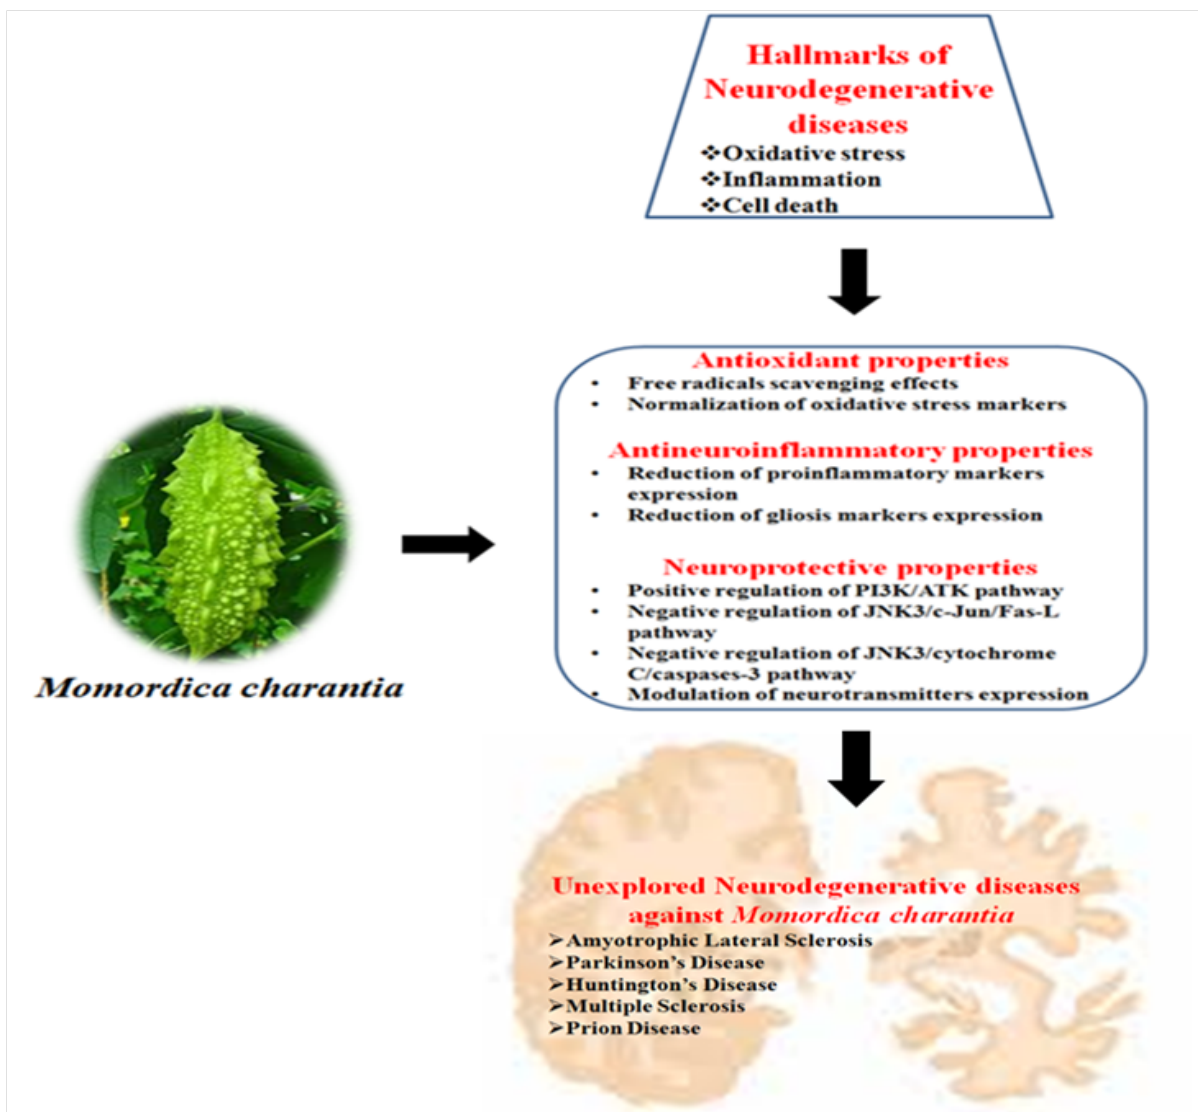 Hallmarks of
Neurodegenerative
diseases
❖Oxidative stress
❖Inflammation
❖Cell death
Antioxidant properties
• Free radicals scavenging effects
• Normalization of oxidative stress markers
Antineuroinflammatory properties
• Reduction of proinflammatory markers
expression
• Reduction of gliosis markers expression
Neuroprotective properties
• Positive regulation of PI3K/ATK pathway
• Negative regulation of JNK3/c-Jun/Fas-L
pathway
• Negative regulation of JNK3/cytochrome
C/caspases-3 pathway
• Modulation of neurotransmitters expression
Momordica charantia
Unexplored Neurodegenerative diseases
against Momordica charantia
➢Amyotrophic Lateral Sclerosis
➢Parkinson’s Disease
➢Huntington’s Disease
➢Multiple Sclerosis
➢Prion Disease